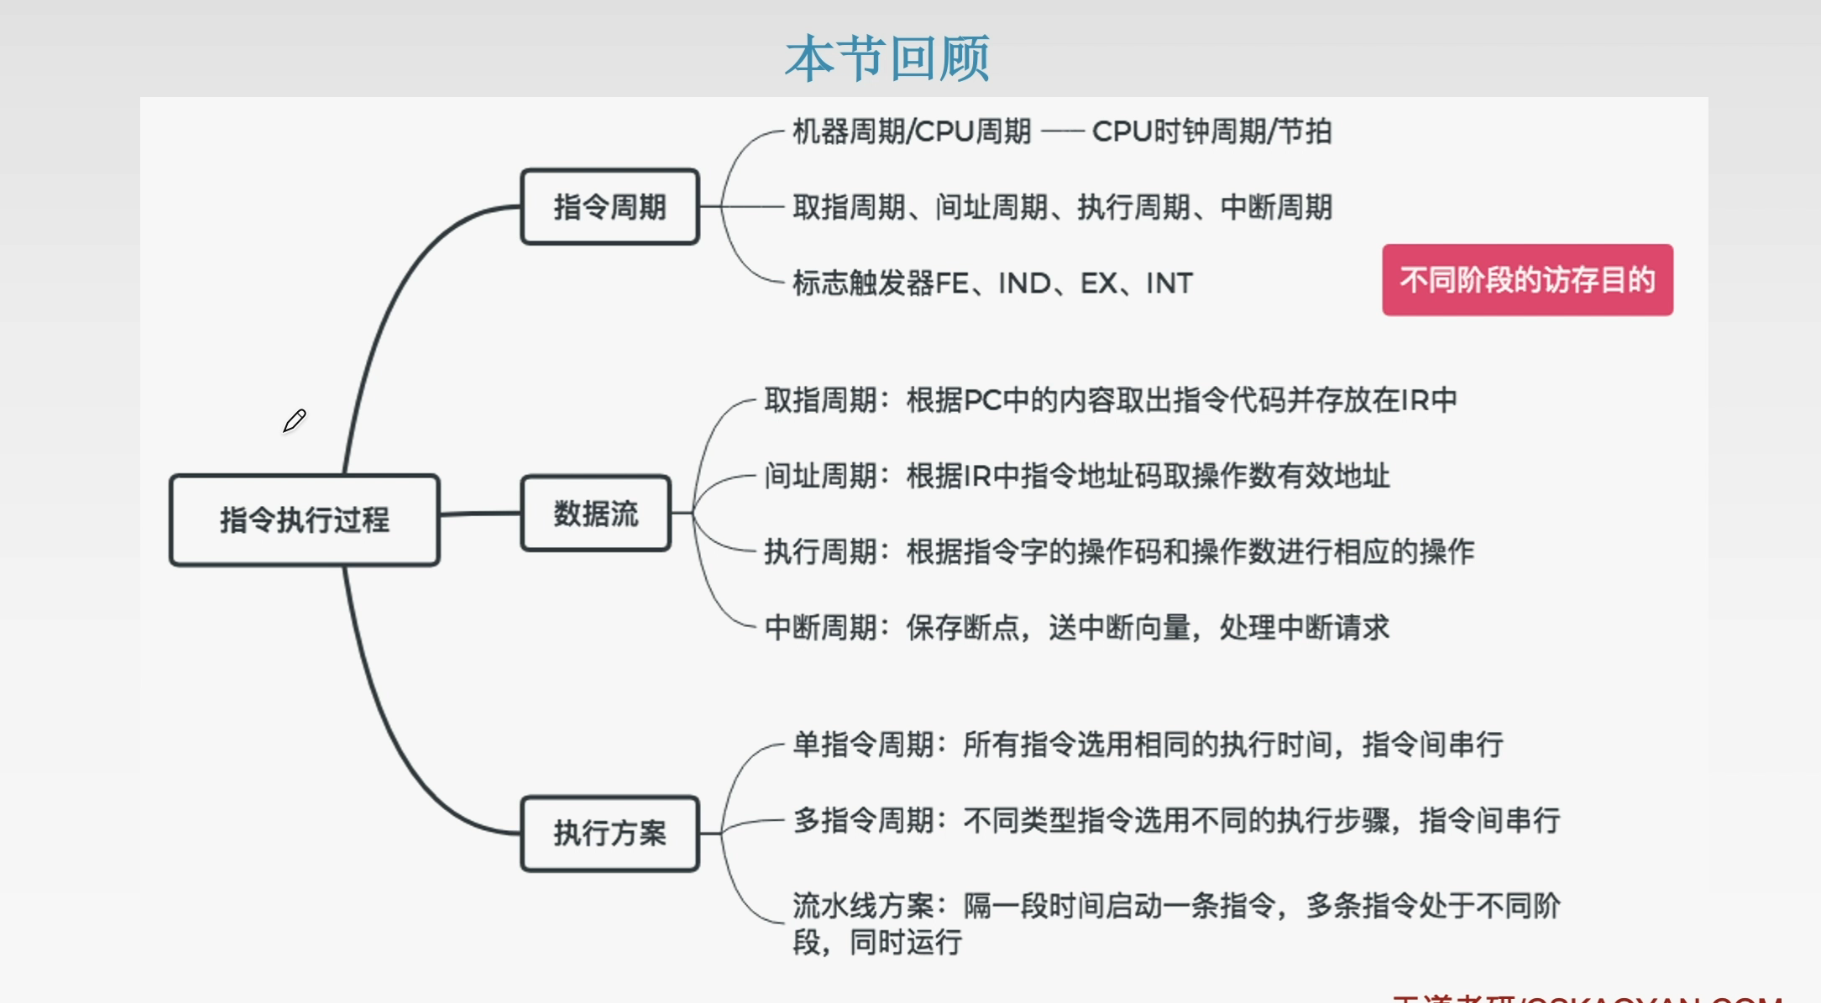 本节回顾
机器周期/CPU周期 —— CPU时钟周期/节拍
指令周期
取指周期、间址周期、执行周期、中断周期
标志触发器FE、IND、EX、INT
不同阶段的访存目的
取指周期：根据PC中的内容取出指令代码并存放在IR中
间址周期：根据IR中指令地址码取操作数有效地址
指令执行过程
数据流
执行周期：根据指令字的操作码和操作数进行相应的操作
中断周期：保存断点，送中断向量，处理中断请求
单指令周期：所有指令选用相同的执行时间，指令间串行
执行方案
多指令周期：不同类型指令选用不同的执行步骤，指令间串行
流水线方案：隔一段时间启动一条指令，多条指令处于不同阶
段，同时运行